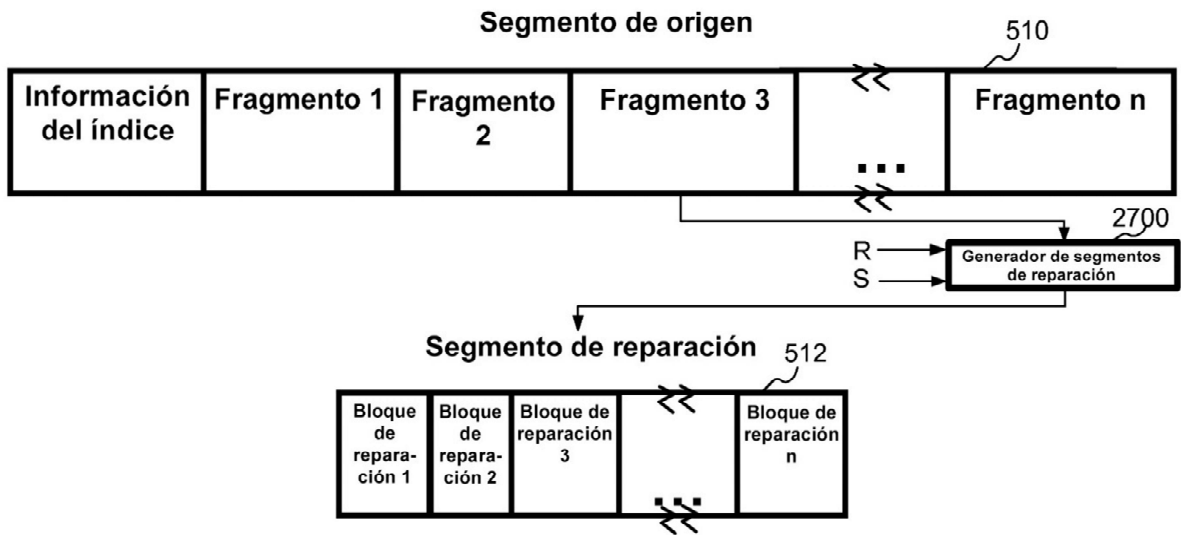 Segmento de origen
510
Información
del índice
Fragmento 1
Fragmento
2
Fragmento 3
...
Fragmento n
2700
R
S
Generador de segmentos
de reparación
Segmento de reparación
512
Bloque
de
repara-
ción 1
Bloque
de
repara-
ción 2
Bloque de
reparación
3
...
Bloque de
reparación
n